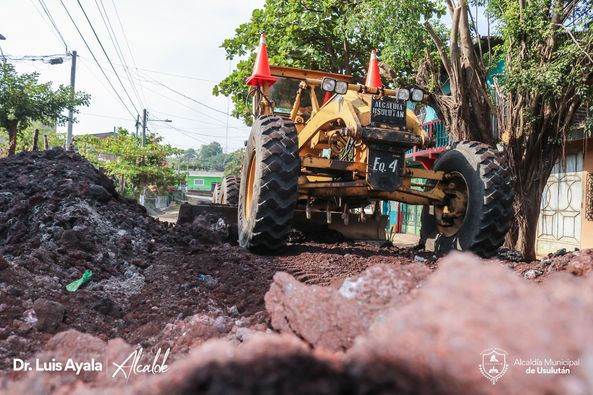 ALCALDIA
USULUTAN
Eq. 4
Dr. Luis Ayala
Alcalde
Alcaldía Municipal
de Usulután